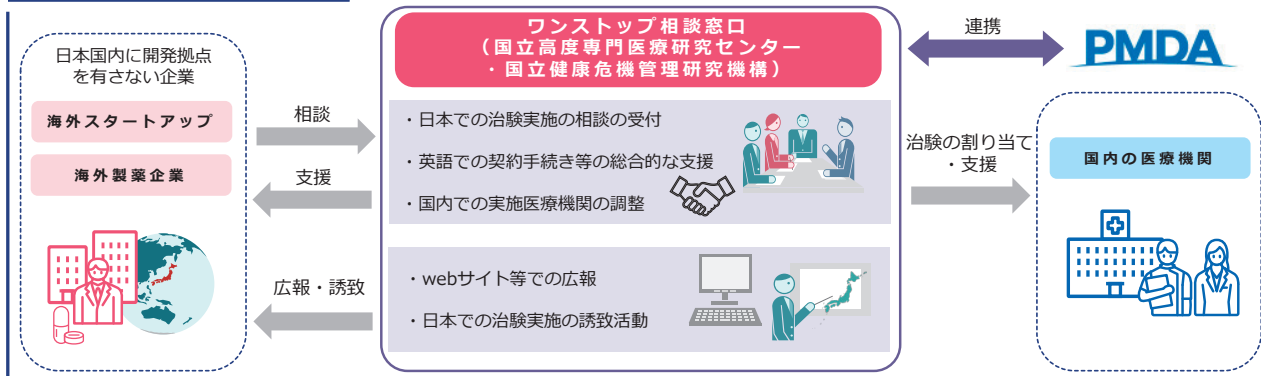 日本国内に開発拠点
を有さない企業
海外スタートアップ
海外製薬企業
相談
支援
広報・誘致
ワンストップ相談窓口
（国立高度専門医療研究センター
・国立健康危機管理研究機構）
・日本での治験実施の相談の受付
・英語での契約手続き等の総合的な支援
・国内での実施医療機関の調整
・webサイト等での広報
・日本での治験実施の誘致活動
連携
PMDA
治験の割り当て
・支援
国内の医療機関